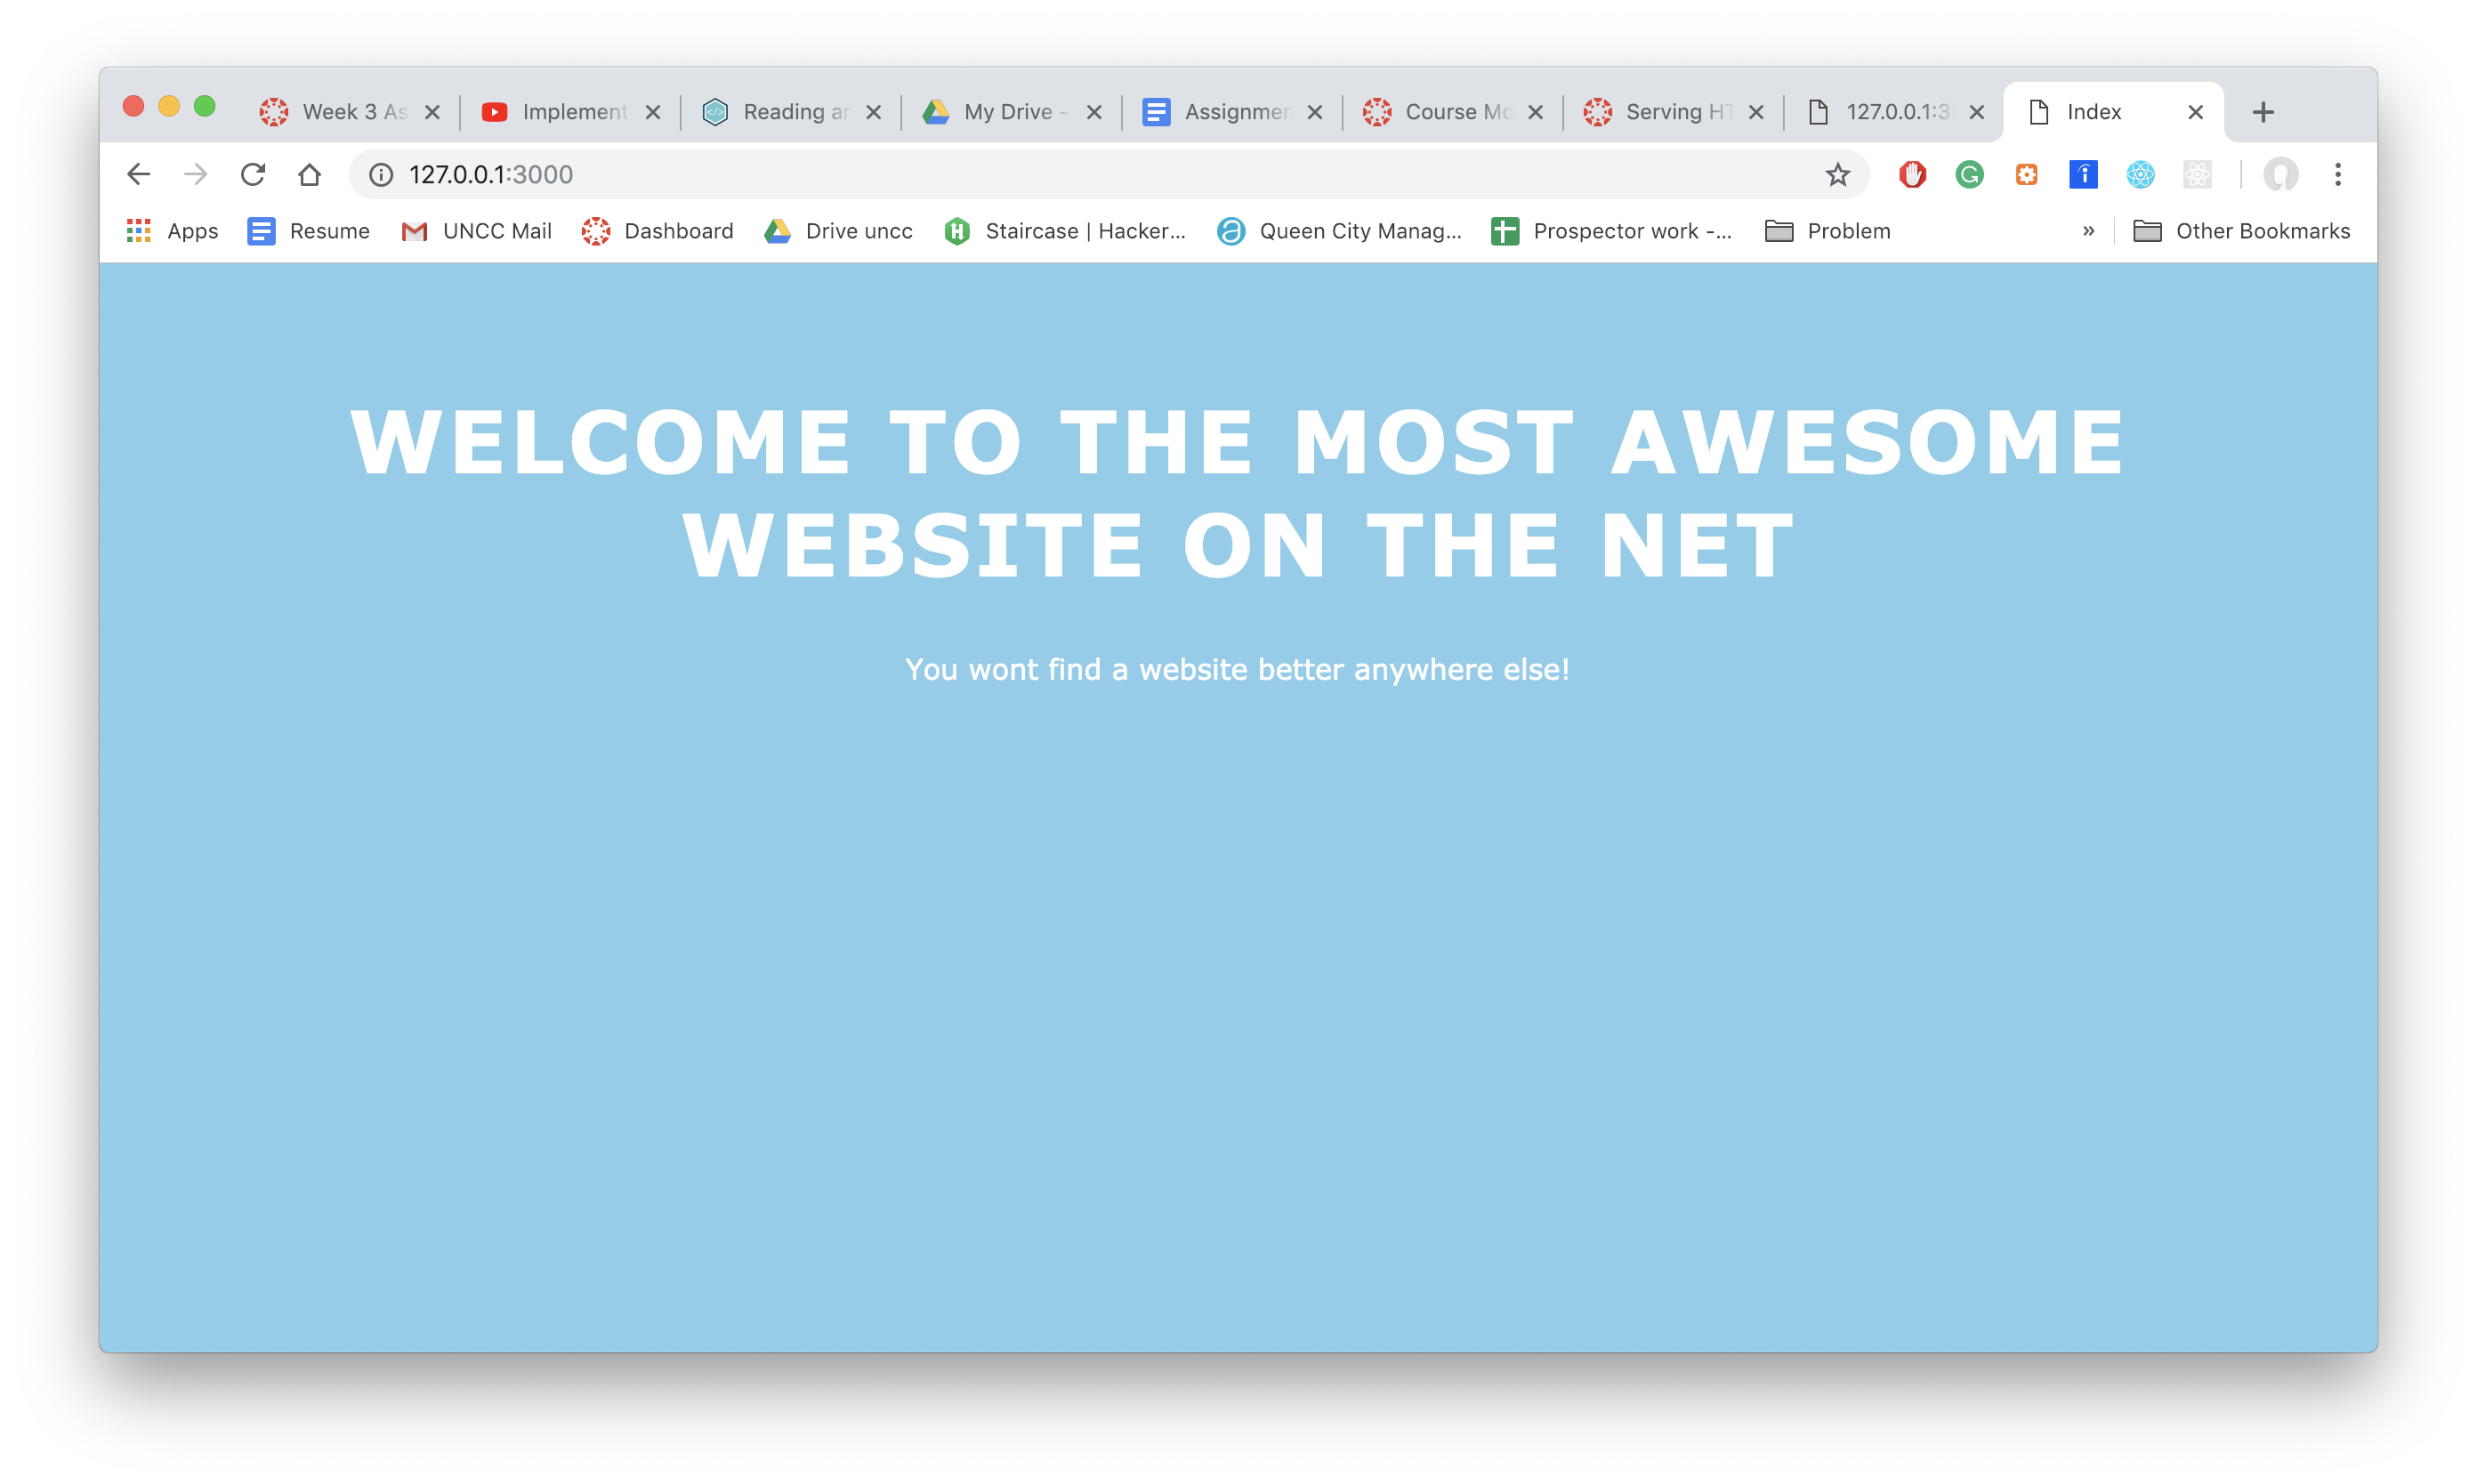 Week 3 As
Implement
Reading an
My Drive -
Assignmen
Course Mo
Serving HT
127.0.0.1:3
Index
127.0.0.1:3000
Apps
Resume
UNCC Mail
Dashboard
Drive uncc
Staircase | Hacker...
Queen City Manag...
Prospector work -...
Problem
»
Other Bookmarks
WELCOME TO THE MOST AWESOME
WEBSITE ON THE NET
You wont find a website better anywhere else!